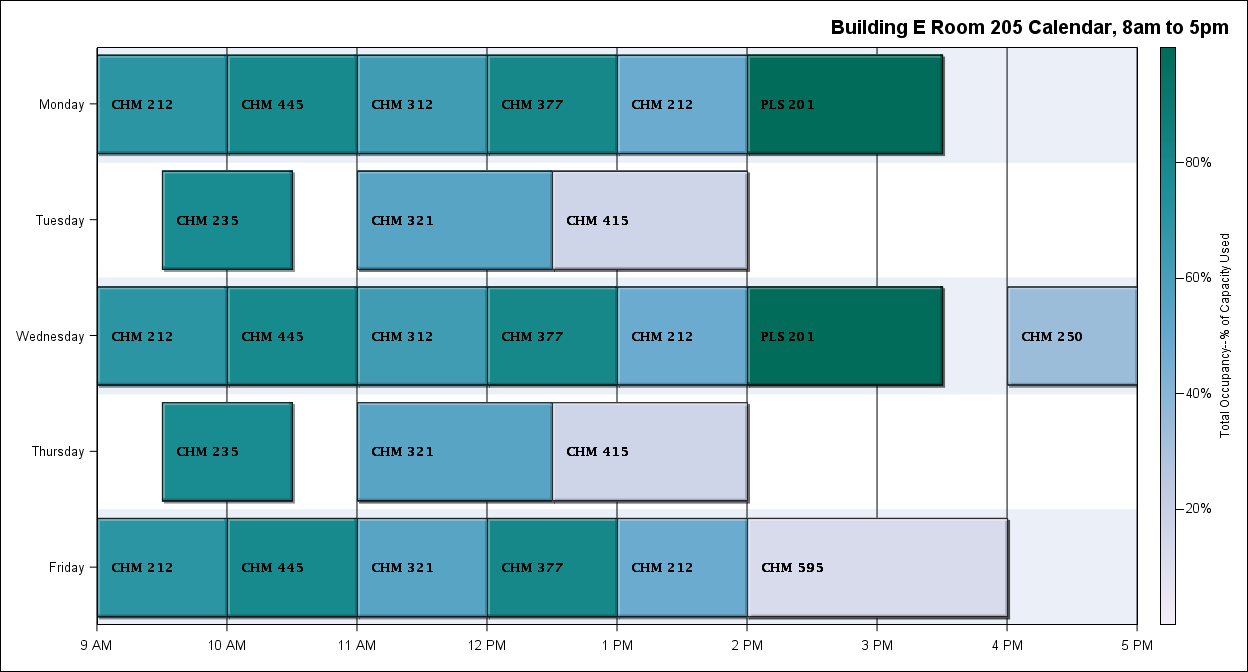 Building E Room 205 Calendar, 8am to 5pm
Monday
CHM 212
CHM 445
CHM 312
CHM 377
CHM 212
PLS 201
Tuesday
CHM 235
CHM 321
CHM 415
Wednesday
CHM 212
CHM 445
CHM 312
CHM 377
CHM 212
PLS 201
CHM 250
Thursday
CHM 235
CHM 321
CHM 415
Friday
CHM 212
CHM 445
CHM 321
CHM 377
CHM 212
CHM 595
9 AM
10 AM
11 AM
12 PM
1 PM
2 PM
3 PM
4 PM
5 PM
80%
60%
40%
20%
Total Occupancy--% of Capacity Used